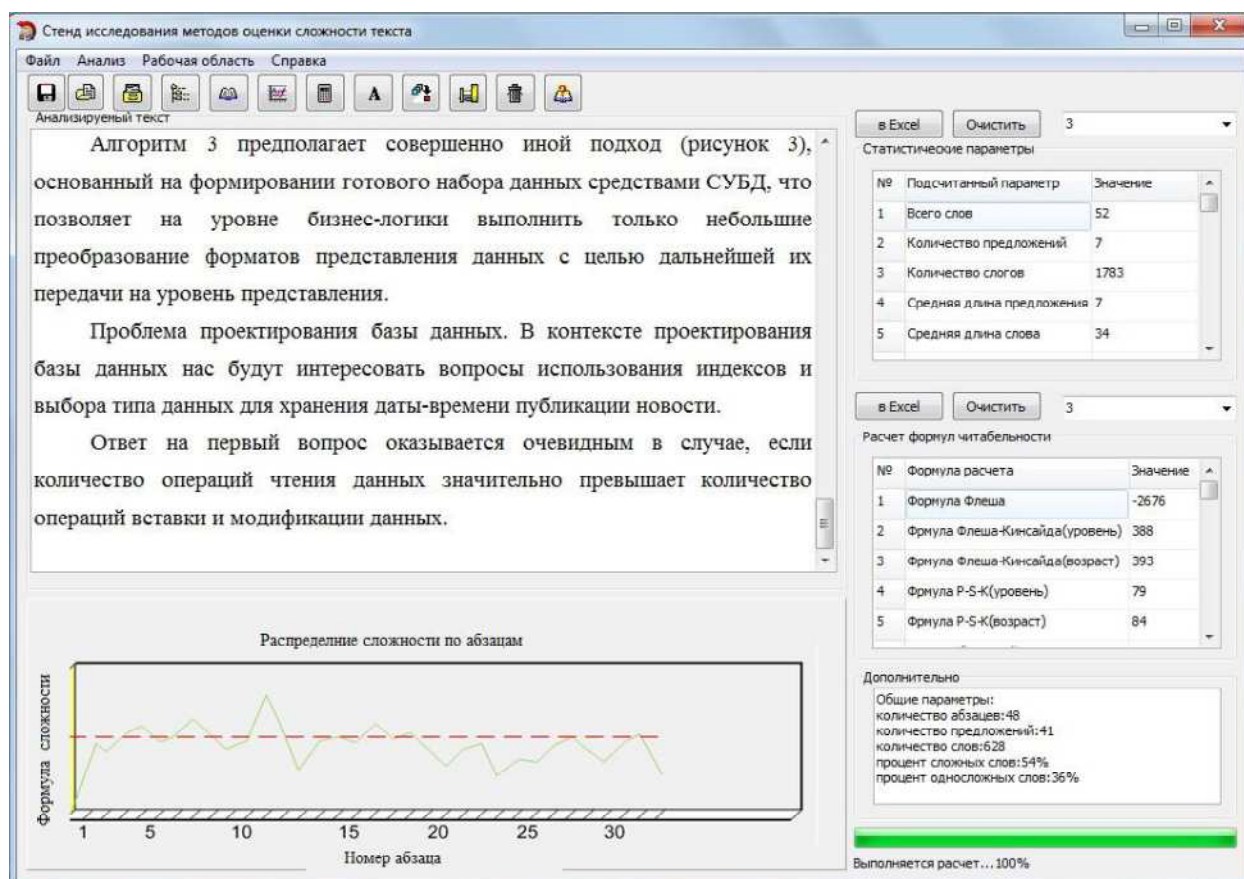 Стенд исследования методов оценки сложности текста
Файл Анализ Рабочая область Справка
Анализируеный текст
Алгоритм 3 предполагает совершенно иной подход (рисунок 3),
основанный на формировании готового набора данных средствами СУБД, что
позволяет на уровне бизнес-логики выполнить только небольшие
преобразование форматов представления данных с целью дальнейшей их
передачи на уровень представления.
Проблема проектирования базы данных. В контексте проектирования
базы данных нас будут интересовать вопросы использования индексов и
выбора типа данных для хранения даты-времени публикации новости.
Ответ на первый вопрос оказывается очевидным в случае, если
количество операций чтения данных значительно превышает количество
операций вставки и модификации данных.
Распределние сложности по абзацам
Формула сложности
1 5 10 15 20 25 30
Номер абзаца
в Excel Очистить 3
Статистические параметры
№ Подсчитанный параметр Значение
1 Всего слов 52
2 Количество предложений 7
3 Количество слогов 1783
4 Средняя длина предложения 7
5 Средняя длина слова 34
в Excel Очистить 3
Расчет формул читабельности
№ Формула расчета Значение
1 Формула Флеша -2676
2 Фрмула Флеша-Кинсайда(уровень) 388
3 Фрмула Флеша-Кинсайда(возраст) 393
4 Фрмула P-S-K(уровень) 79
5 Фрмула P-S-K(возраст) 84
Дополнительно
Общие параметры:
количество абзацев:48
количество предложений:41
количество слов:628
процент сложных слов:54%
процент односложных слов:36%
Выполняется расчет...100%